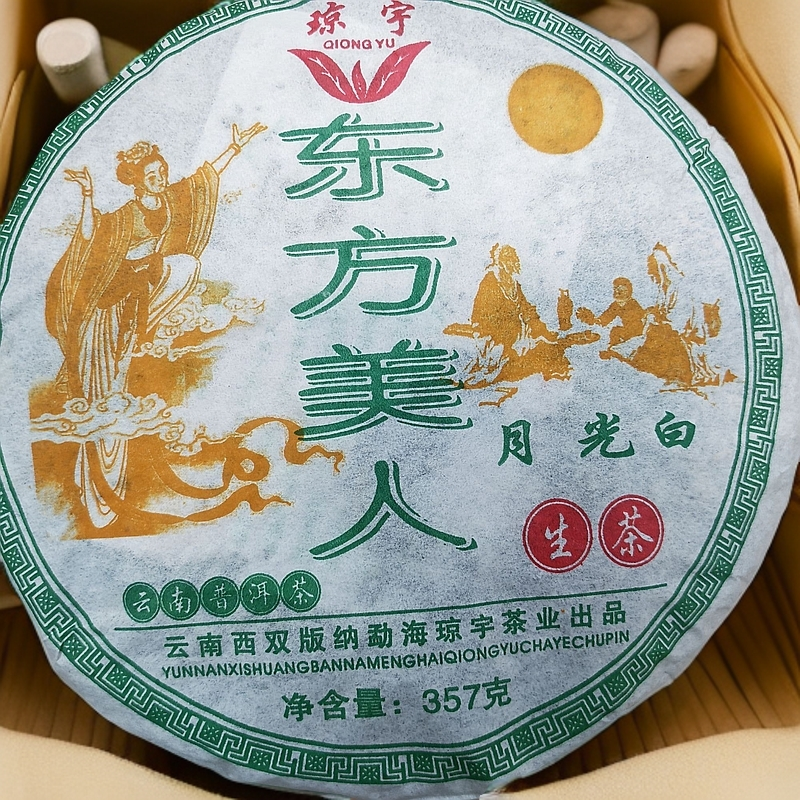 琼宇
QIONG YU
东方美人
月光白
生茶
云南普洱茶
云南西双版纳勐海琼宇茶业出品
YUNNANXISHUANGBANNAMENGHAIQIONGYUCHAYECHUPIN
净含量：357克